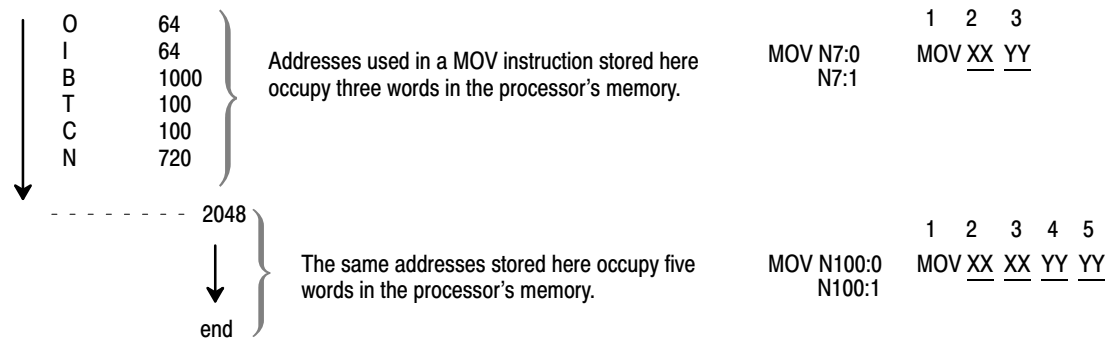 1 2 3
O 64
I 64
B 1000
T 100
C 100
N 720
Addresses used in a MOV instruction stored here
occupy three words in the processor's memory.
MOV N7:0 MOV XX YY
N7:1
- - - - - - - - 2048
end
The same addresses stored here occupy five
words in the processor's memory.
1 2 3 4 5
MOV N100:0 MOV XX XX YY YY
N100:1